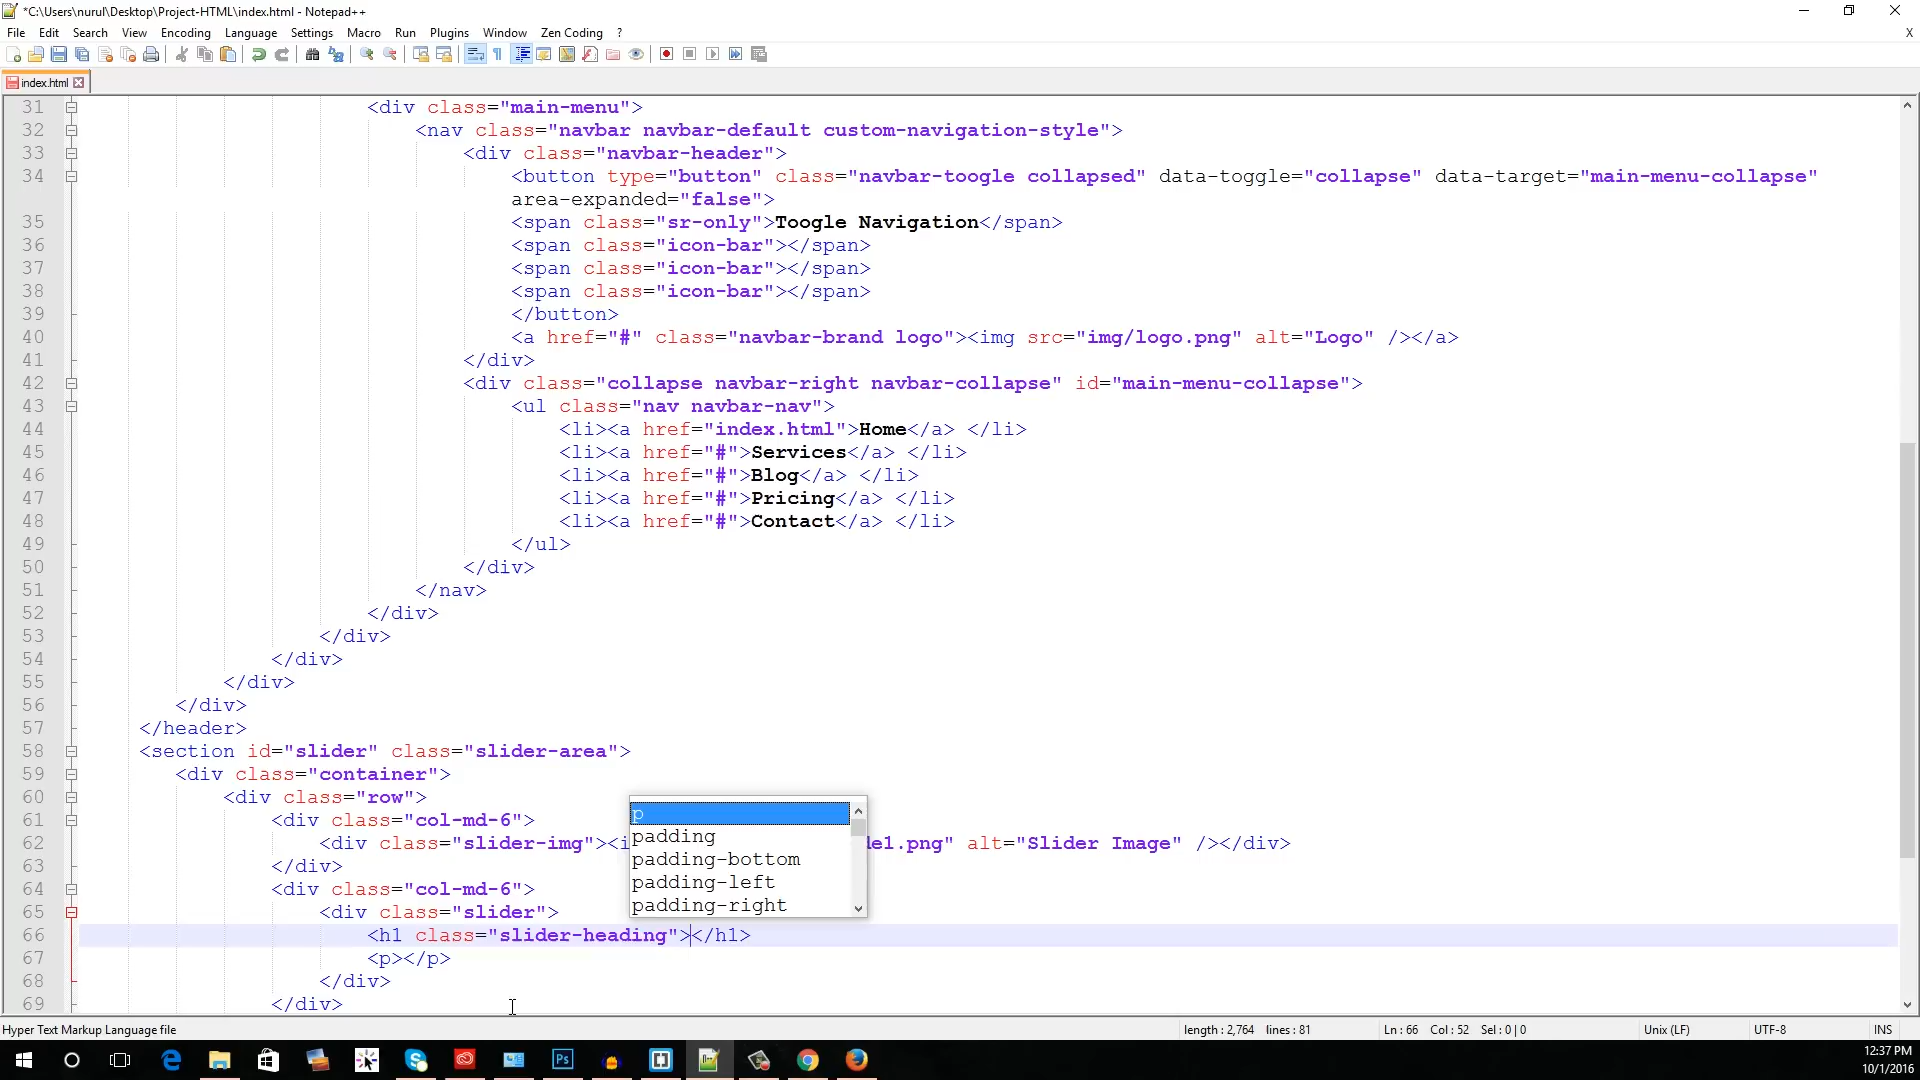 *C:\Users\nurul\Desktop\Project-HTML\index.html - Notepad++
File Edit Search View Encoding Language Settings Macro Run Plugins Window Zen Coding ? X
index.html
31 <div class="main-menu">
32 <nav class="navbar navbar-default custom-navigation-style">
33 <div class="navbar-header">
34 <button type="button" class="navbar-toogle collapsed" data-toggle="collapse" data-target="main-menu-collapse"
area-expanded="false">
35 <span class="sr-only">Toogle Navigation</span>
36 <span class="icon-bar"></span>
37 <span class="icon-bar"></span>
38 <span class="icon-bar"></span>
39 </button>
40 <a href="#" class="navbar-brand logo"><img src="img/logo.png" alt="Logo" /></a>
41 </div>
42 <div class="collapse navbar-right navbar-collapse" id="main-menu-collapse">
43 <ul class="nav navbar-nav">
44 <li><a href="index.html">Home</a> </li>
45 <li><a href="#">Services</a> </li>
46 <li><a href="#">Blog</a> </li>
47 <li><a href="#">Pricing</a> </li>
48 <li><a href="#">Contact</a> </li>
49 </ul>
50 </div>
51 </nav>
52 </div>
53 </div>
54 </div>
55 </div>
56 </div>
57 </header>
58 <section id="slider" class="slider-area">
59 <div class="container">
60 <div class="row">
61 <div class="col-md-6">
62 <div class="slider-img"><i de1.png" alt="Slider Image" /></div>
63 </div>
64 <div class="col-md-6">
65 <div class="slider">
66 <h1 class="slider-heading"></h1>
67 <p></p>
68 </div>
69 </div>
p
padding
padding-bottom
padding-left
padding-right
Hyper Text Markup Language file length : 2,764 lines : 81 Ln : 66 Col : 52 Sel : 0 | 0 Unix (LF) UTF-8 INS
12:37 PM
10/1/2016